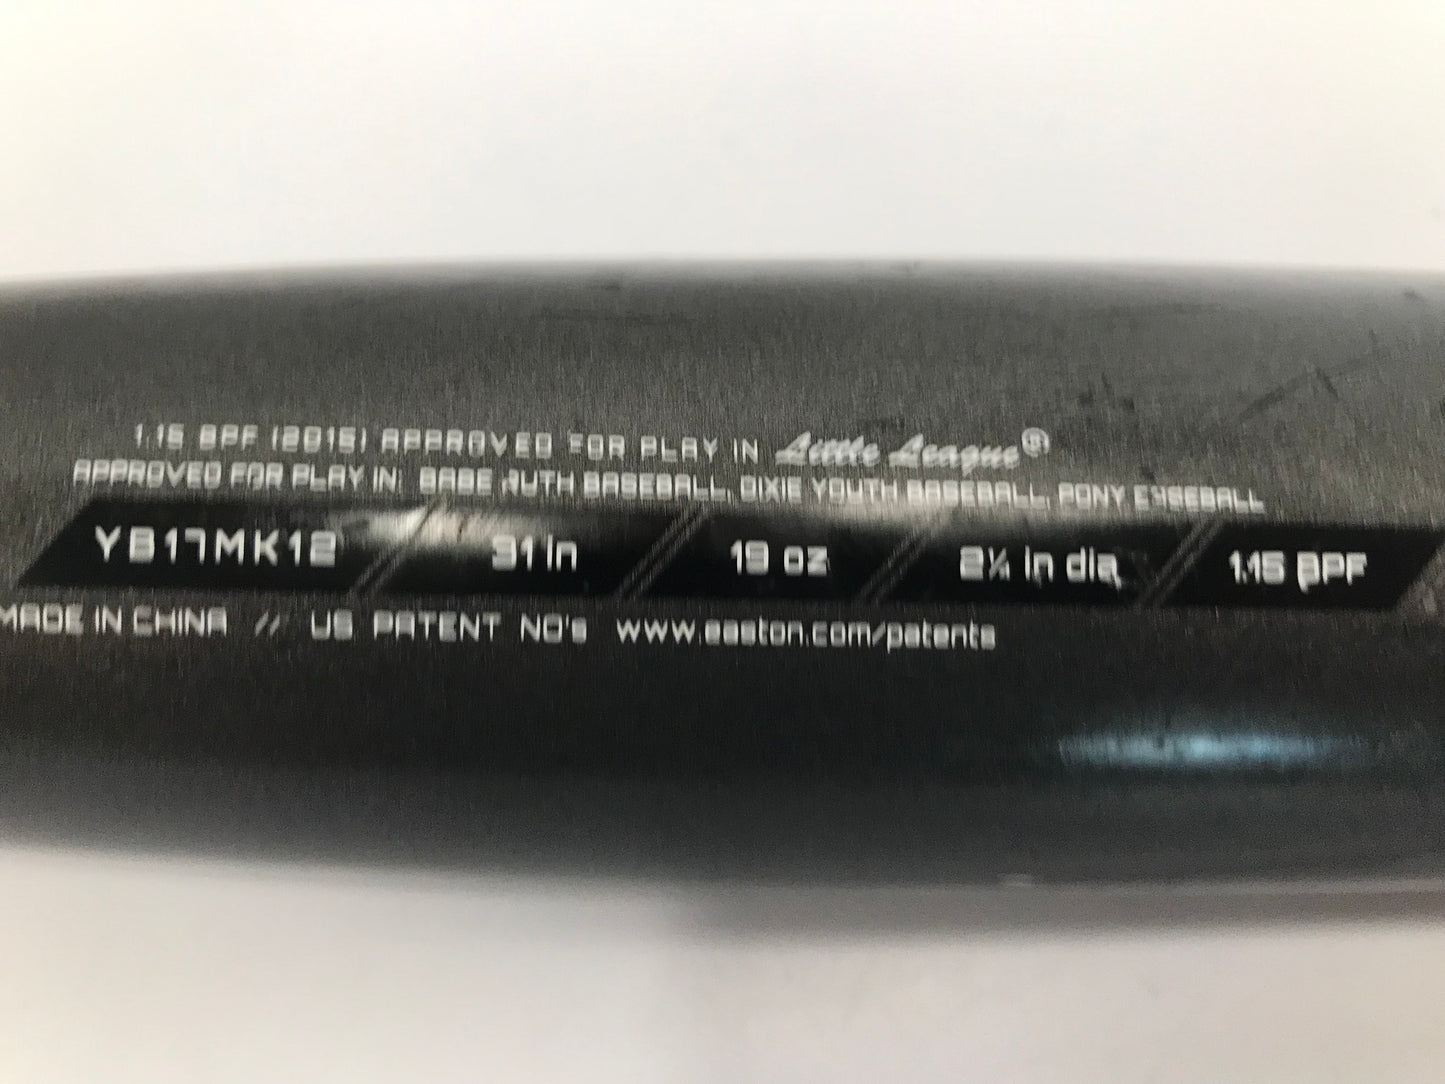 1.15 BPF (2015) APPROVED FOR PLAY IN Little League®
APPROVED FOR PLAY IN: BABE RUTH BASEBALL, DIXIE YOUTH BASEBALL, PONY BASEBALL
YB17MK12 31 in 19 oz 2¼ in dia 1.15 BPF
MADE IN CHINA // US PATENT NO's www.easton.com/patents